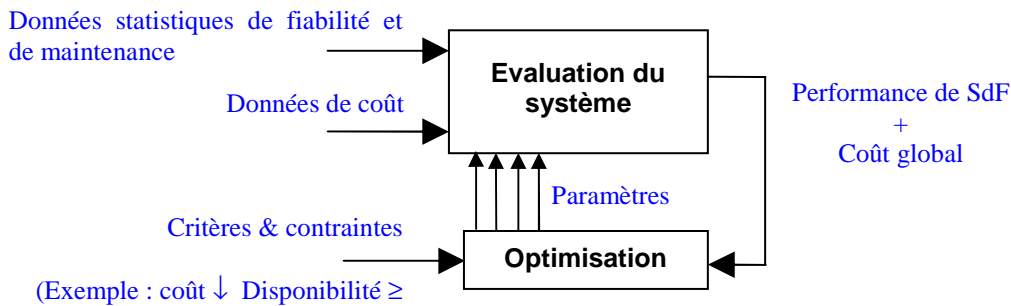 Données statistiques de fiabilité et
de maintenance
Evaluation du
système
Données de coût
Performance de SdF
+
Coût global
Paramètres
Critères & contraintes
Optimisation
(Exemple : coût ↓ Disponibilité ≥